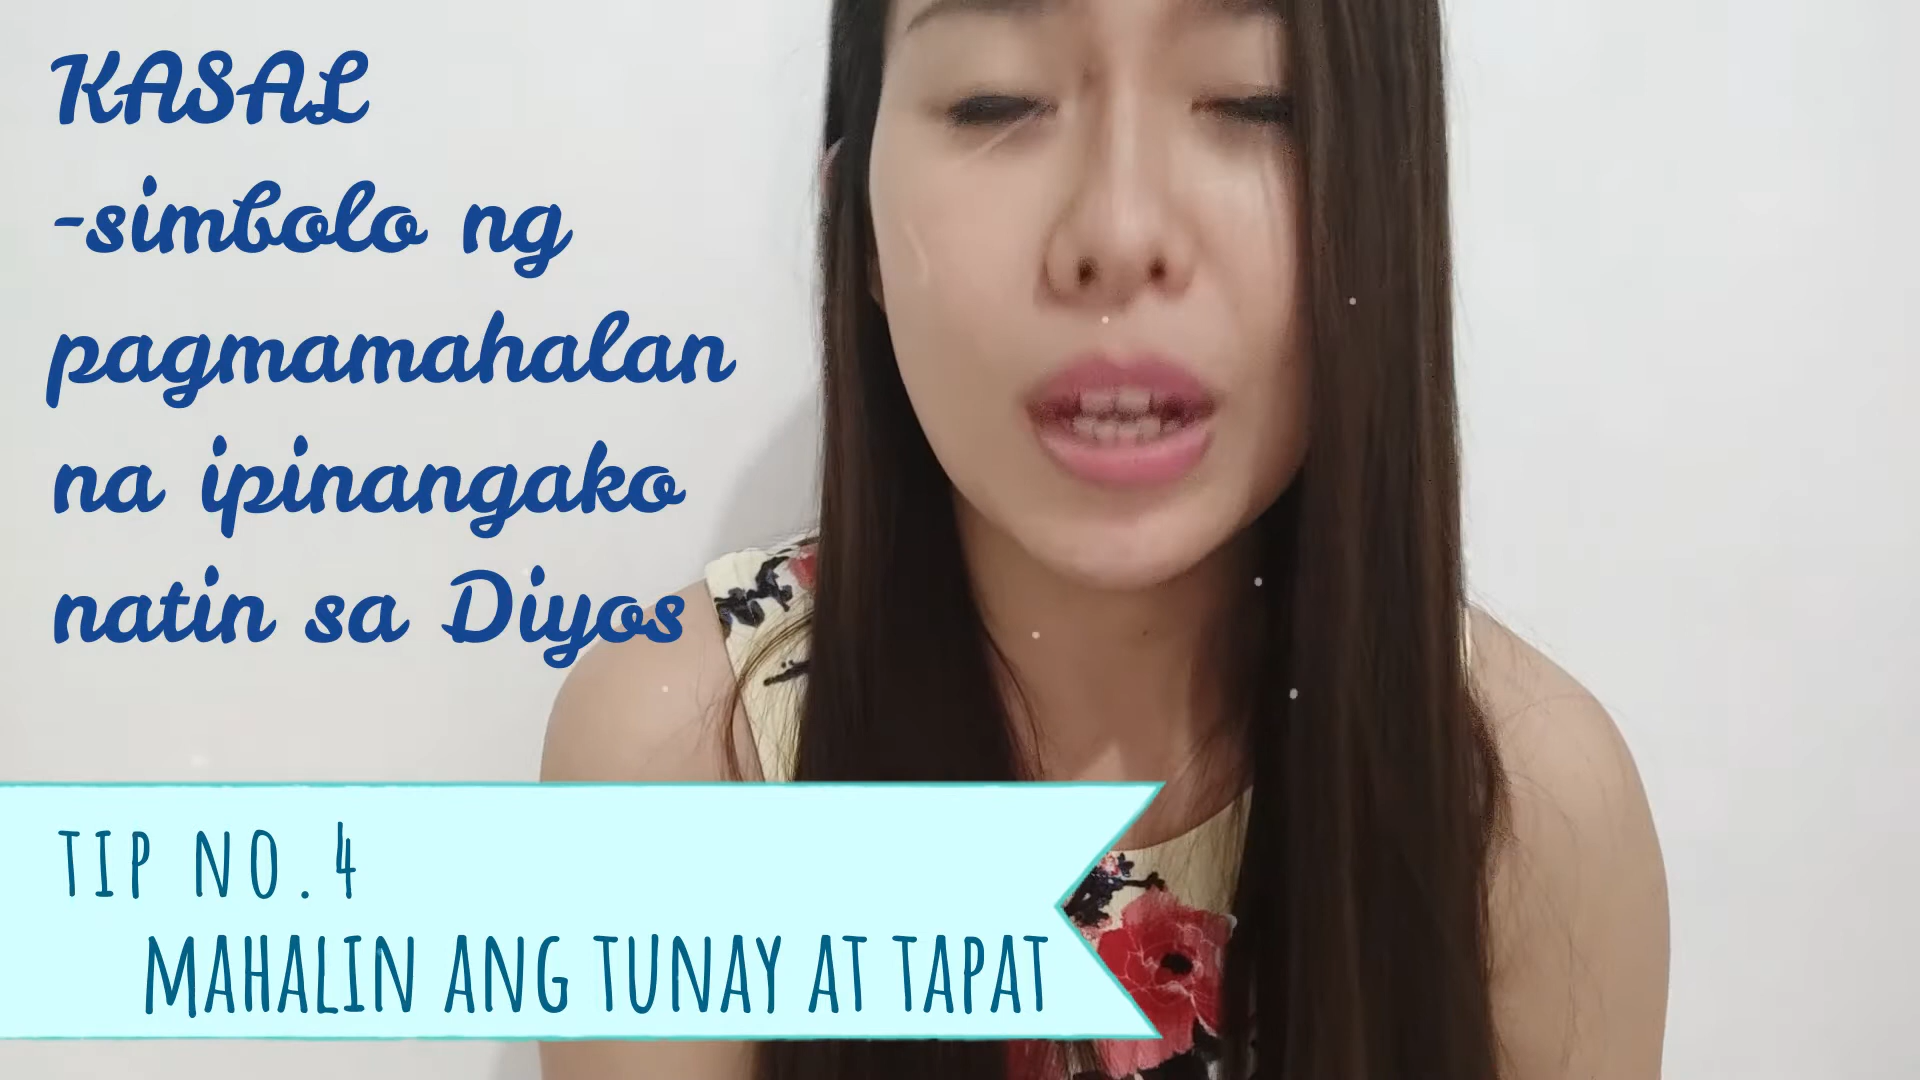 KASAL
-simbolo ng
pagmamahalan
na ipinangako
natin sa Diyos
TIP NO.4
MAHALIN ANG TUNAY AT TAPAT